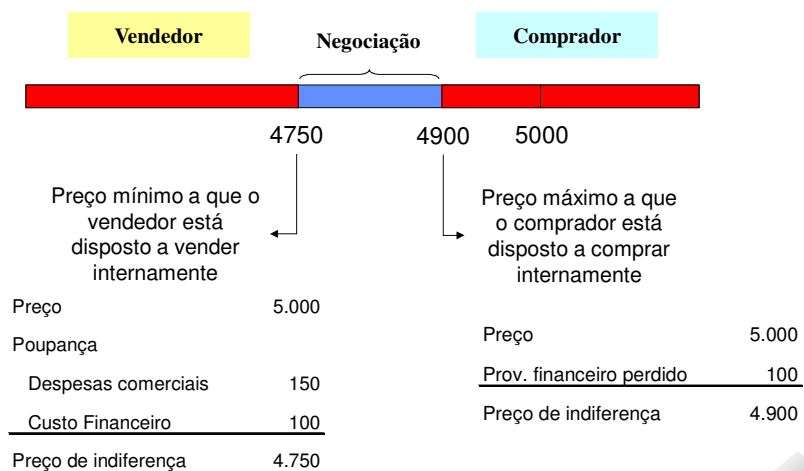 Vendedor
Negociação
Comprador
4750
4900
5000
Preço mínimo a que o
vendedor está
disposto a vender
internamente
Preço máximo a que
o comprador está
disposto a comprar
internamente
Preço 5.000
Poupança
Despesas comerciais 150
Custo Financeiro 100
Preço de indiferença 4.750
Preço 5.000
Prov. financeiro perdido 100
Preço de indiferença 4.900